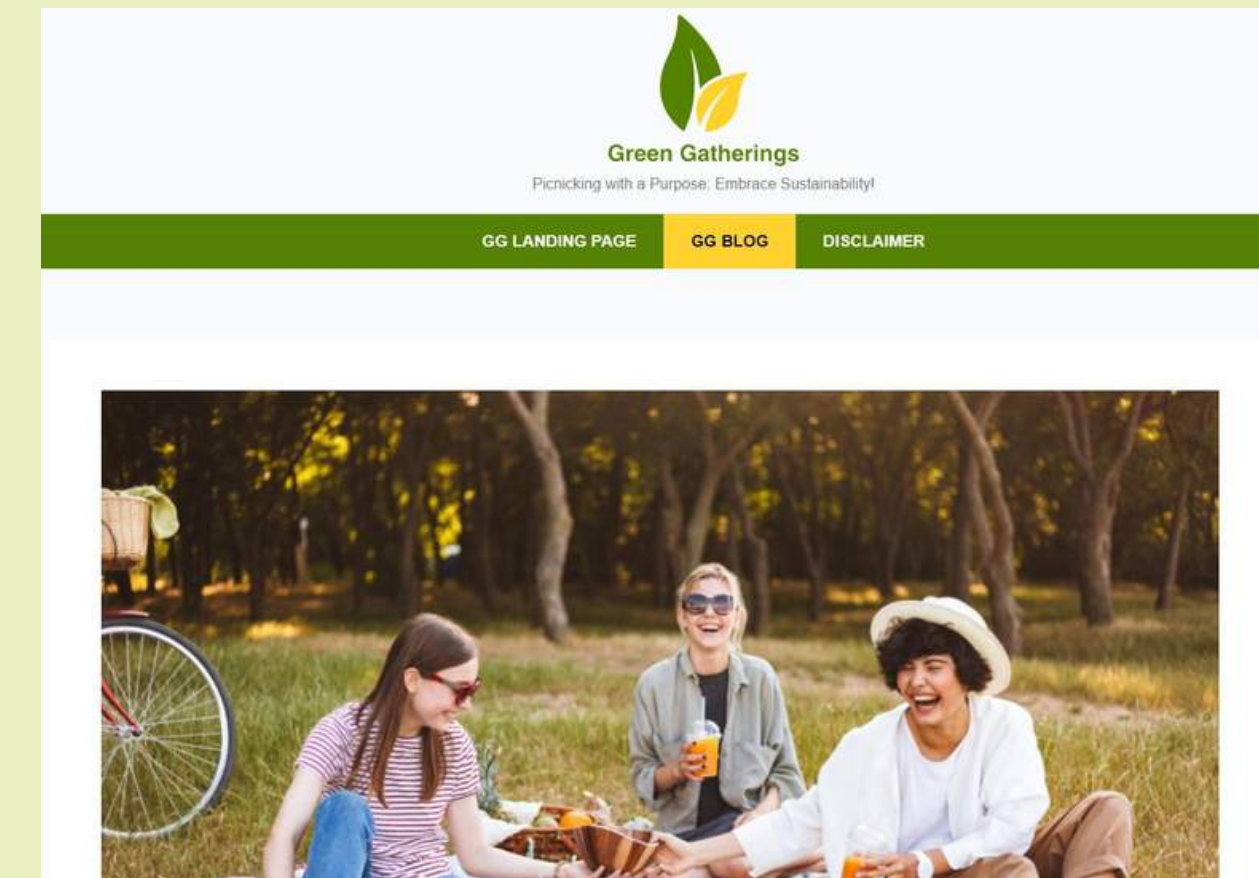 Green Gatherings
Picnicking with a Purpose: Embrace Sustainability!
GG LANDING PAGE GG BLOG DISCLAIMER